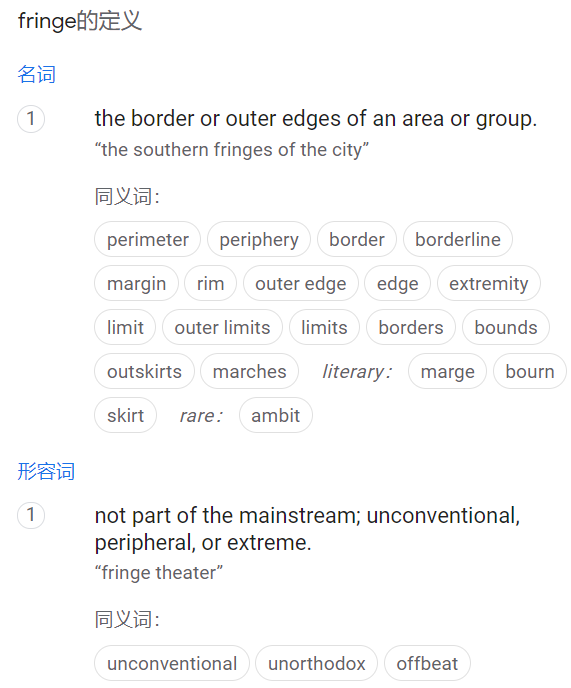 fringe的定义
名词
1 the border or outer edges of an area or group.
“the southern fringes of the city”
同义词：
perimeter periphery border borderline
margin rim outer edge edge extremity
limit outer limits limits borders bounds
outskirts marches literary： marge bourn
skirt rare： ambit
形容词
1 not part of the mainstream; unconventional,
peripheral, or extreme.
“fringe theater”
同义词：
unconventional unorthodox offbeat